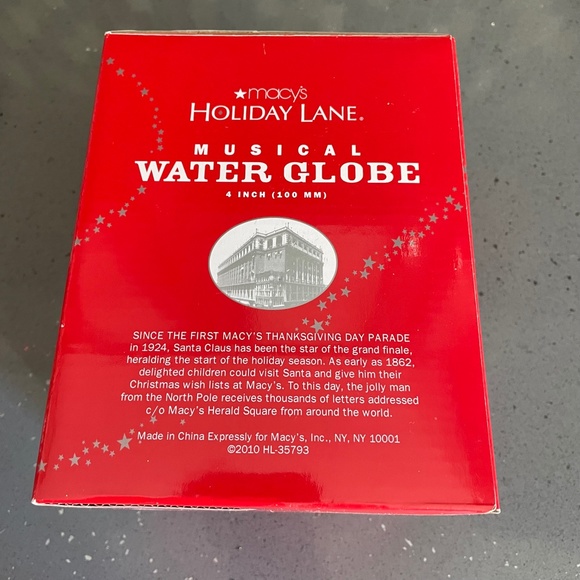 ★macy's
HOLIDAY LANE®
MUSICAL
WATER GLOBE
4 INCH (100 MM)
SINCE THE FIRST MACY'S THANKSGIVING DAY PARADE
in 1924, Santa Claus has been the star of the grand finale,
heralding the start of the holiday season. As early as 1862,
delighted children could visit Santa and give him their
Christmas wish lists at Macy's. To this day, the jolly man
from the North Pole receives thousands of letters addressed
c/o Macy's Herald Square from around the world.
Made in China Expressly for Macy's, Inc., NY, NY 10001
©2010 HL-35793